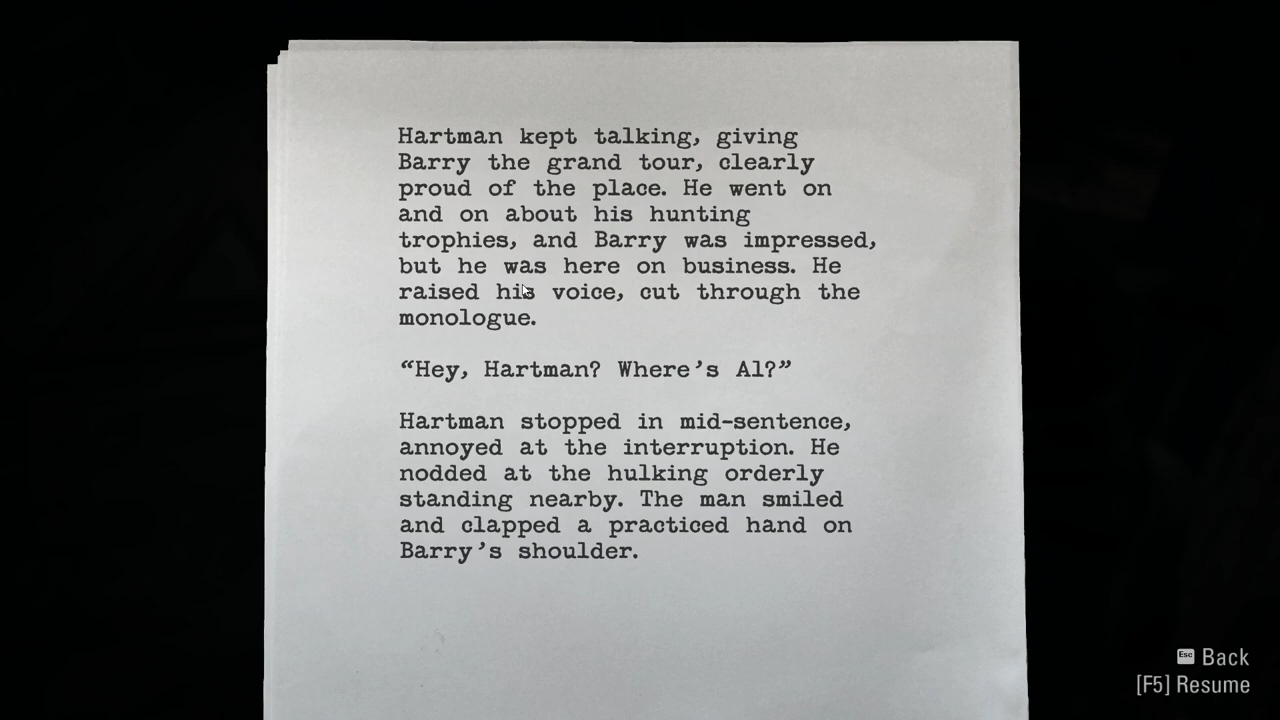 Hartman kept talking, giving
Barry the grand tour, clearly
proud of the place. He went on
and on about his hunting
trophies, and Barry was impressed,
but he was here on business. He
raised his voice, cut through the
monologue.
“Hey, Hartman? Where’s Al?”
Hartman stopped in mid-sentence,
annoyed at the interruption. He
nodded at the hulking orderly
standing nearby. The man smiled
and clapped a practiced hand on
Barry’s shoulder.
Esc Back
[F5] Resume